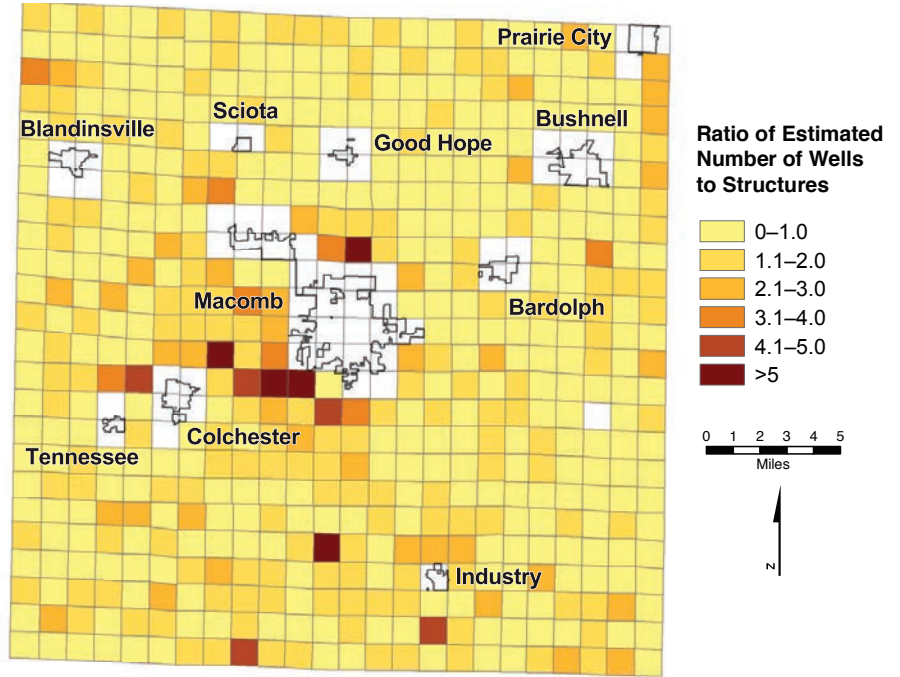 Prairie City
Sciota
Bushnell
Blandinsville
Good Hope
Macomb
Bardolph
Colchester
Tennessee
Industry
Ratio of Estimated
Number of Wells
to Structures
0–1.0
1.1–2.0
2.1–3.0
3.1–4.0
4.1–5.0
>5
0 1 2 3 4 5
Miles
N